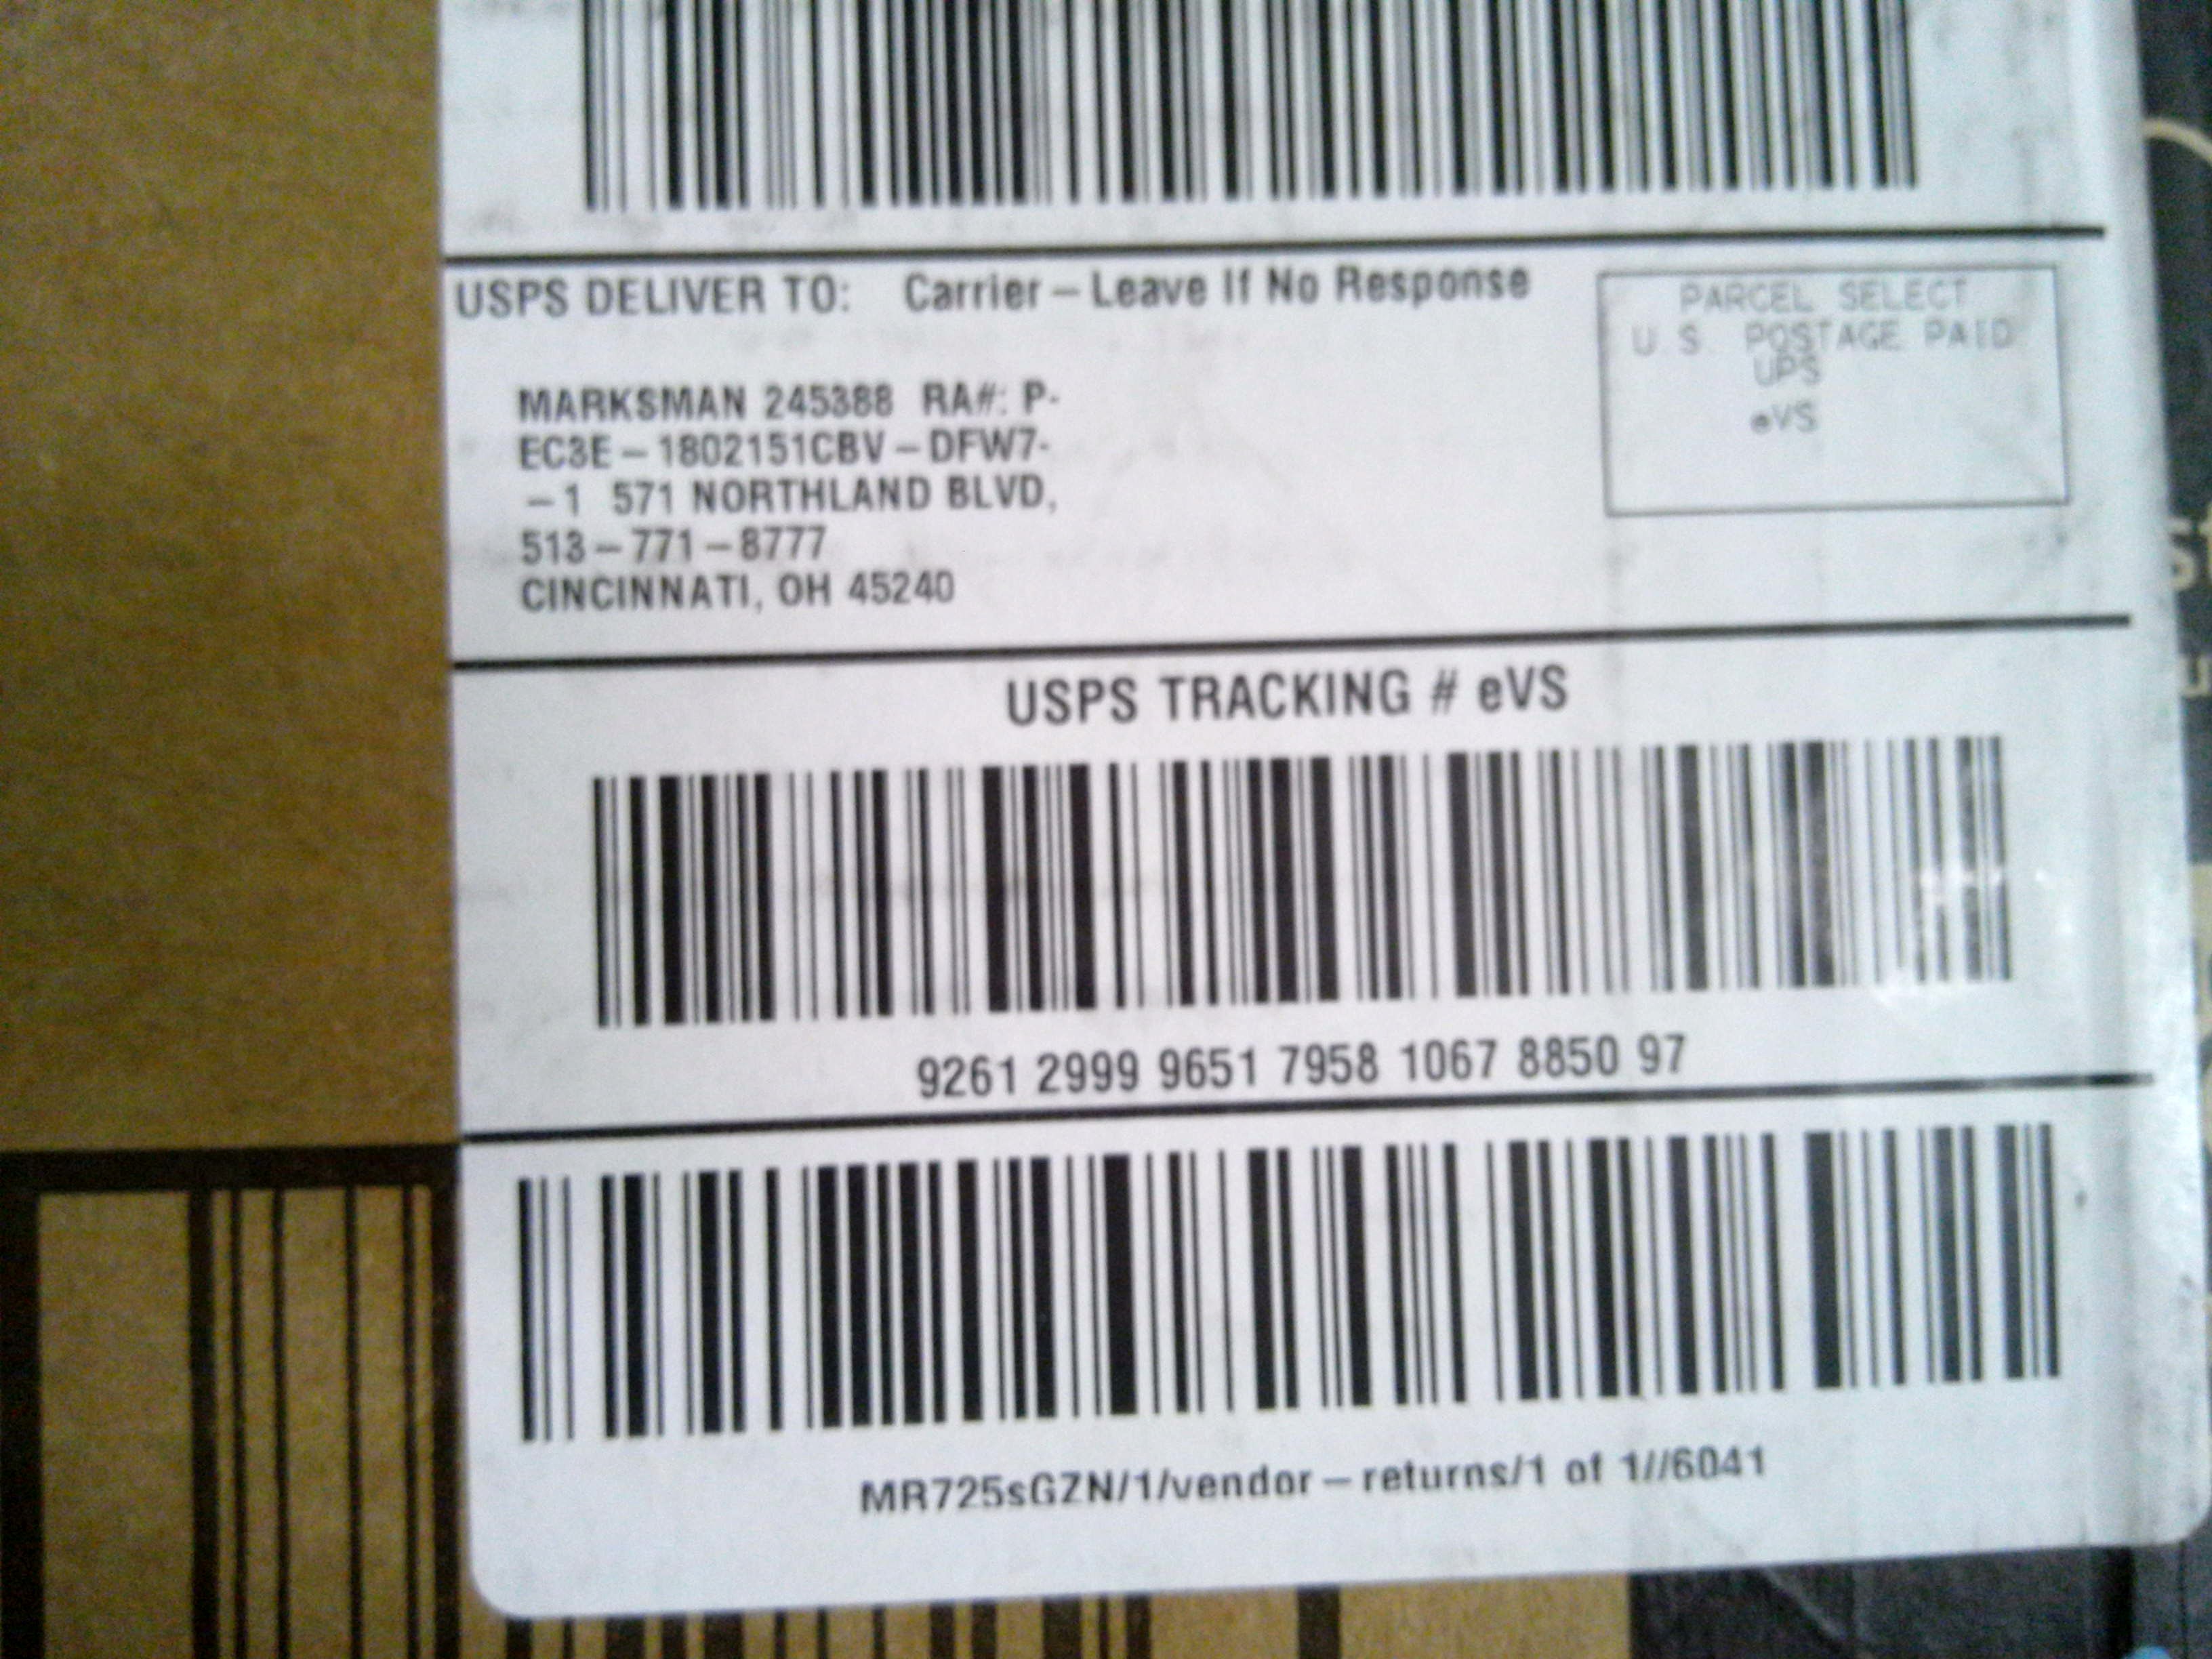 USPS DELIVER TO: Carrier – Leave If No Response
PARCEL SELECT
U.S. POSTAGE PAID
UPS
eVS
MARKSMAN 245388 RA#: P-
EC3E – 1802151CBV – DFW7-
– 1 571 NORTHLAND BLVD,
513 – 771 – 8777
CINCINNATI, OH 45240
USPS TRACKING # eVS
9261 2999 9651 7958 1067 8850 97
MR725sGZN/1/vendor – returns/1 of 1//6041